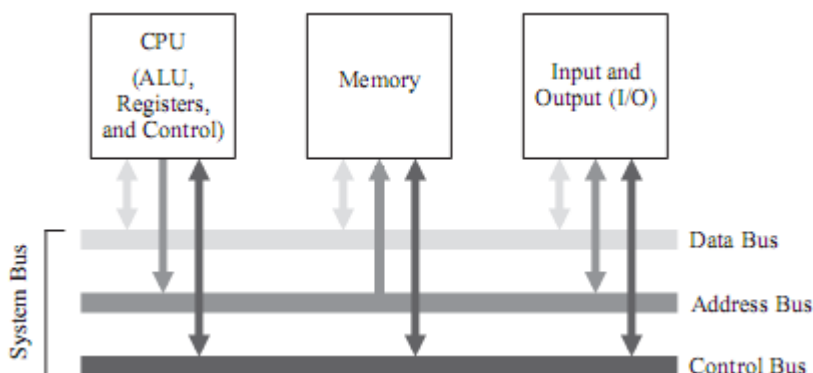 CPU
(ALU,
Registers,
and Control)
Memory
Input and
Output (I/O)
System Bus
Data Bus
Address Bus
Control Bus